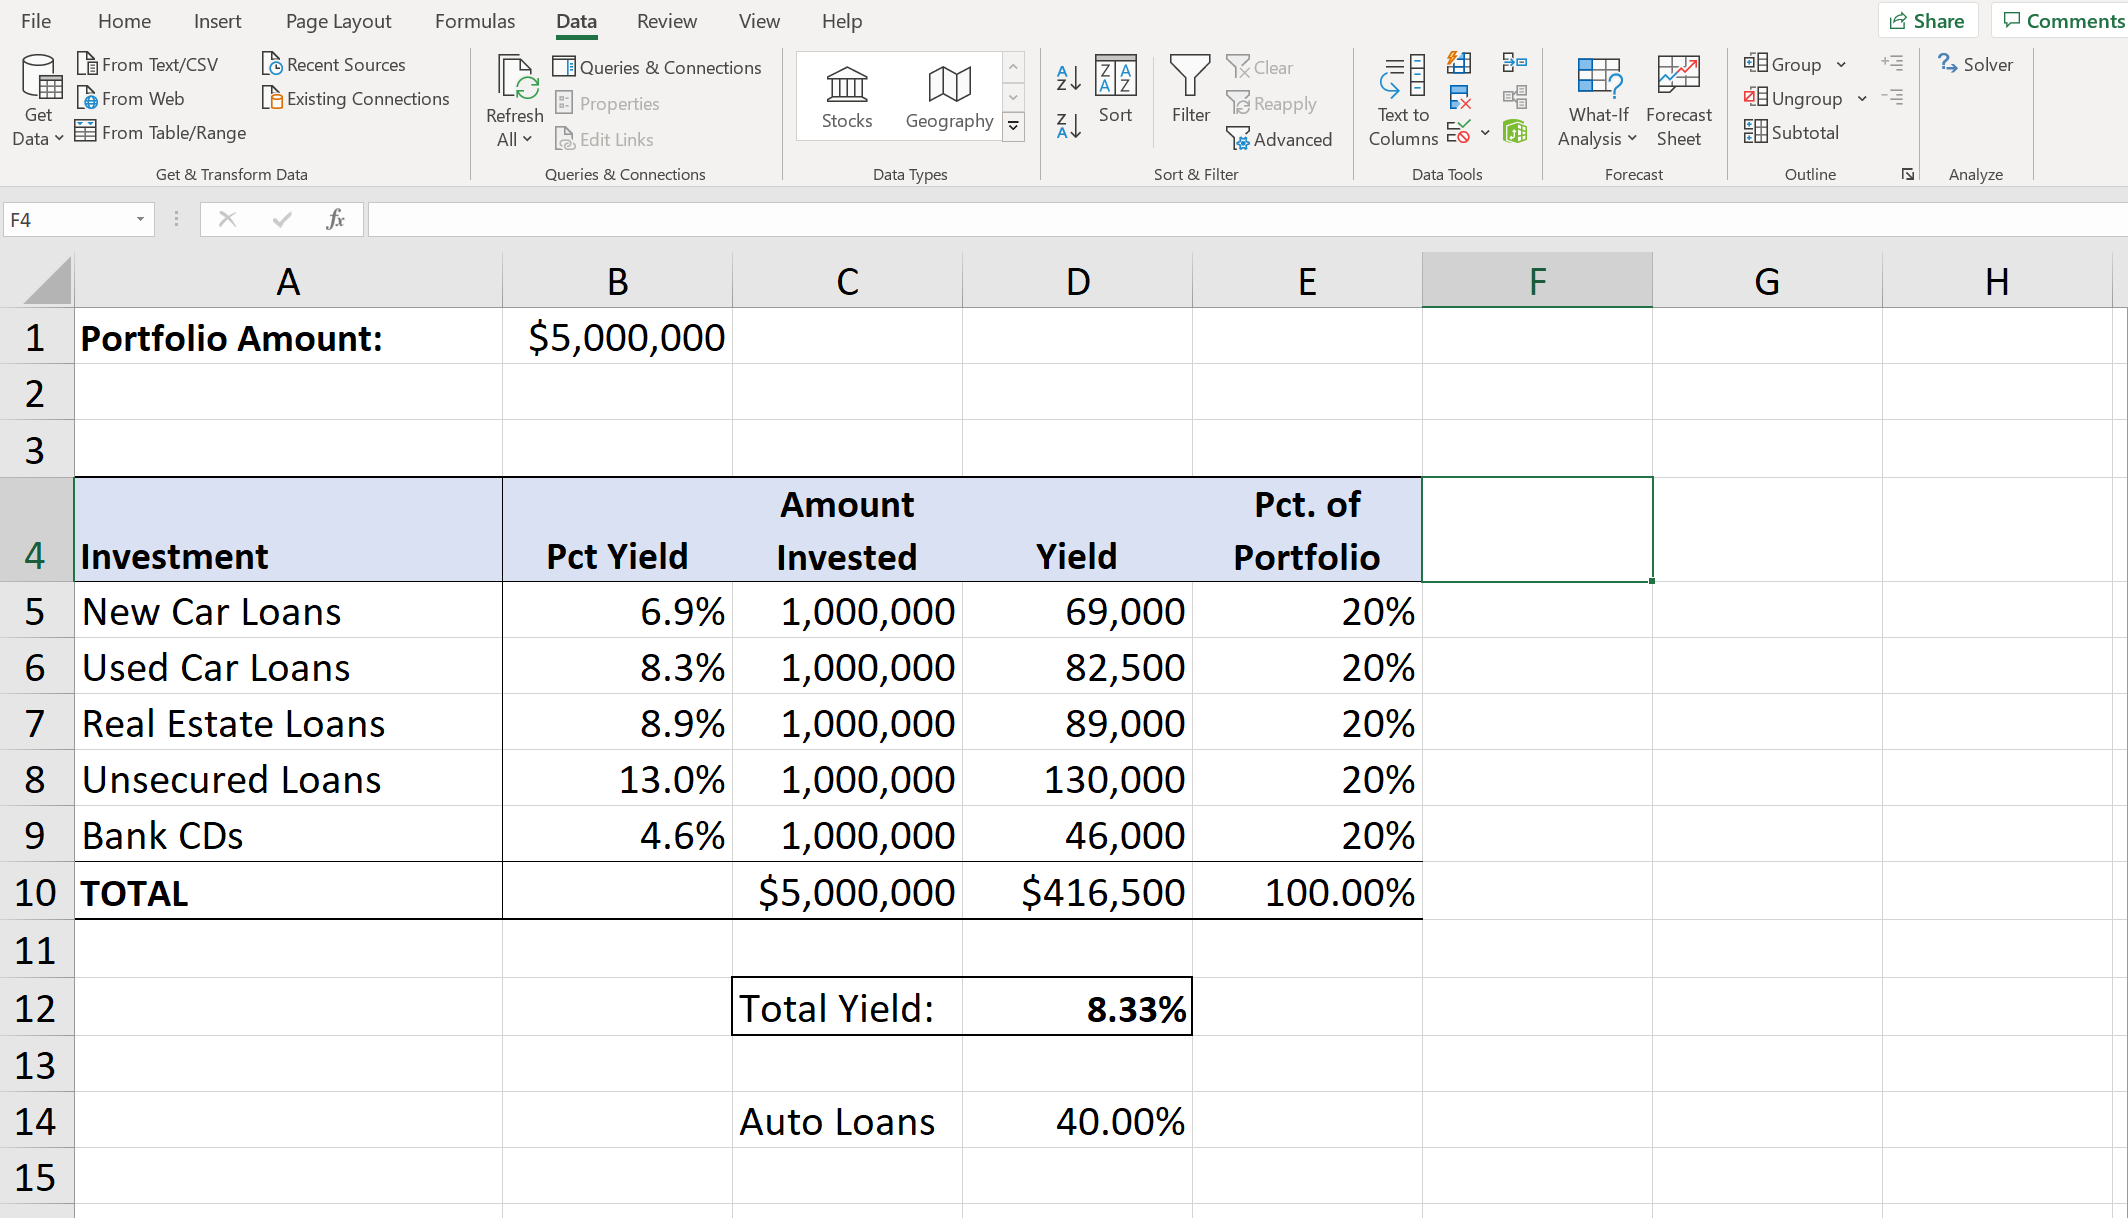 File Home Insert Page Layout Formulas Data Review View Help Share Comments
Get Data
From Text/CSV
From Web
From Table/Range
Recent Sources
Existing Connections
Get & Transform Data
Refresh All
Queries & Connections
Properties
Edit Links
Queries & Connections
Stocks
Geography
Data Types
Sort
Filter
Clear
Reapply
Advanced
Sort & Filter
Text to Columns
Data Tools
What-If Analysis
Forecast Sheet
Forecast
Group
Ungroup
Subtotal
Outline
Solver
Analyze
F4 fx
A B C D E F G H
1 Portfolio Amount: $5,000,000
2
3
4 Investment Pct Yield Amount Invested Yield Pct. of Portfolio
5 New Car Loans 6.9% 1,000,000 69,000 20%
6 Used Car Loans 8.3% 1,000,000 82,500 20%
7 Real Estate Loans 8.9% 1,000,000 89,000 20%
8 Unsecured Loans 13.0% 1,000,000 130,000 20%
9 Bank CDs 4.6% 1,000,000 46,000 20%
10 TOTAL $5,000,000 $416,500 100.00%
11
12 Total Yield: 8.33%
13
14 Auto Loans 40.00%
15